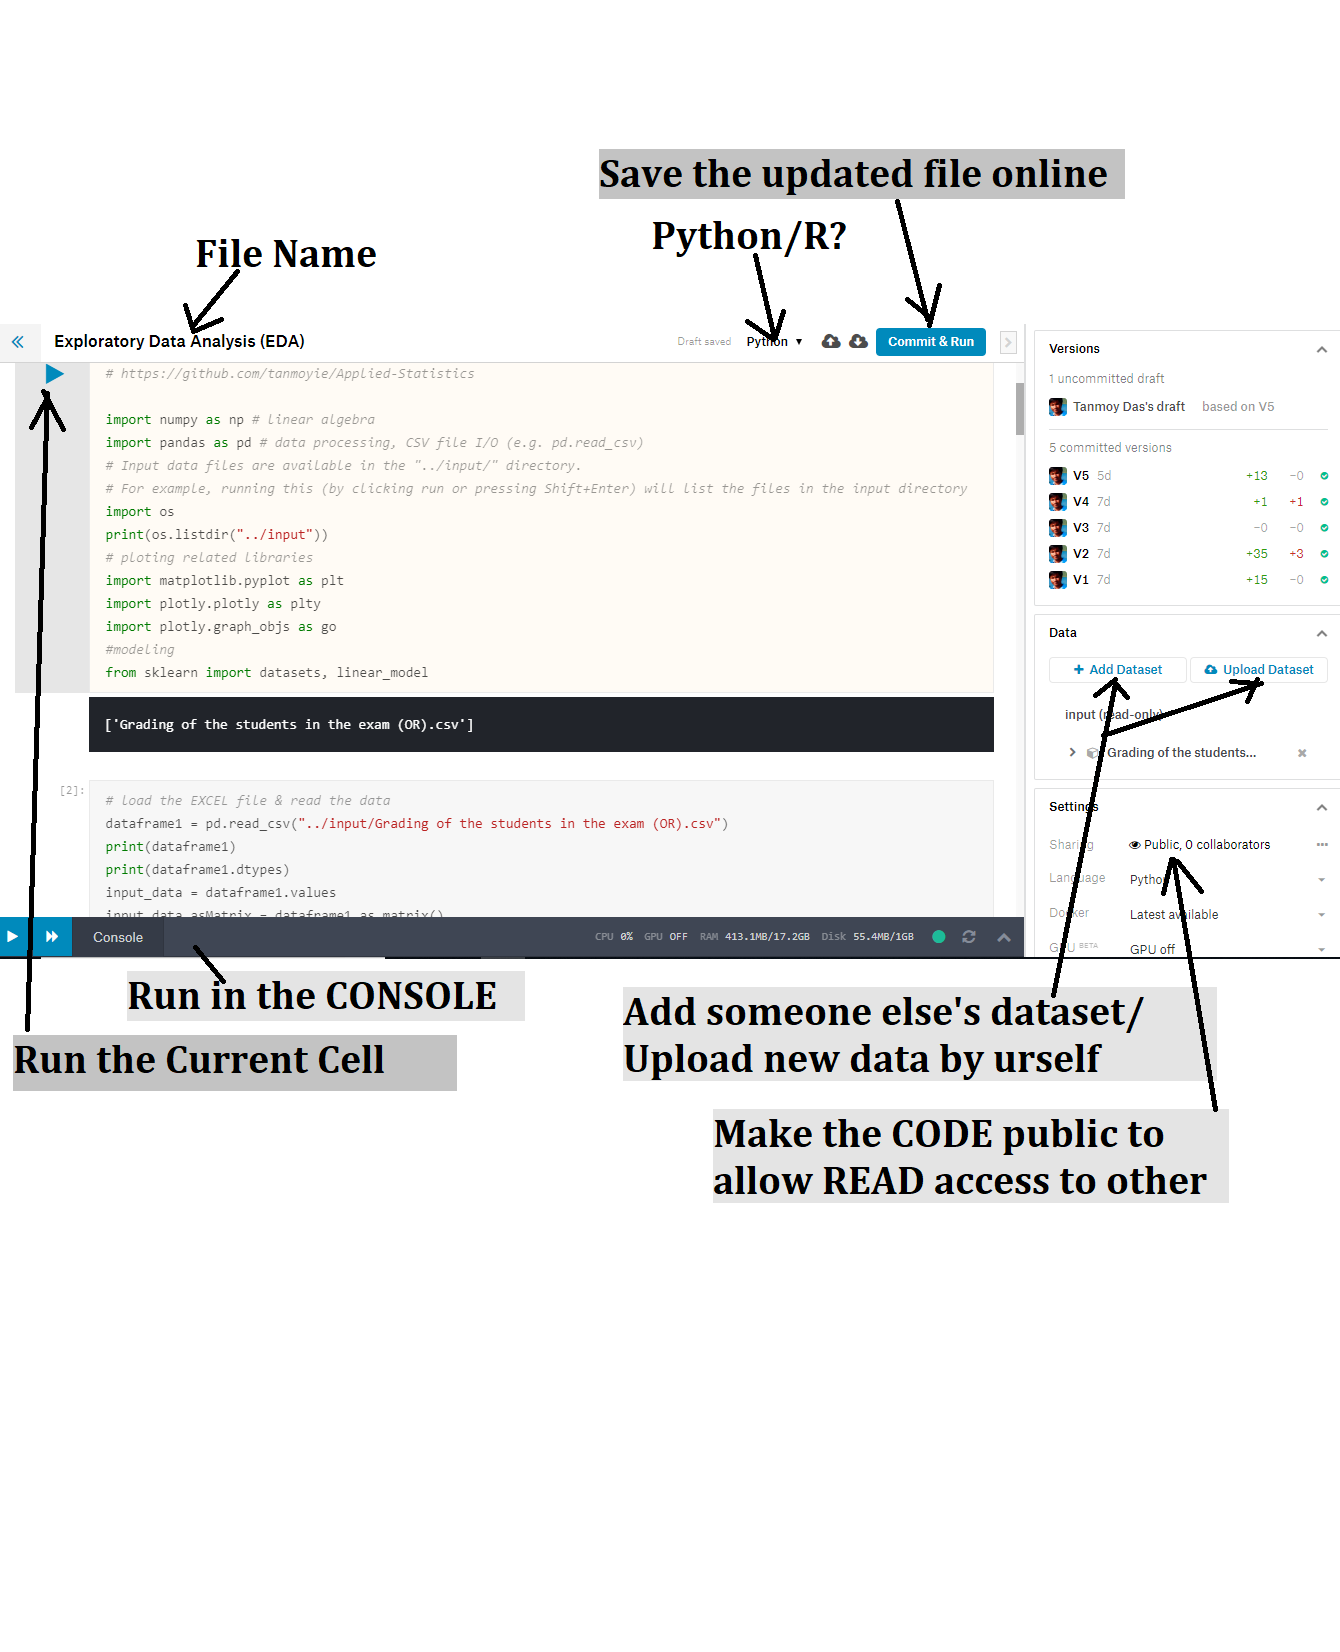 Save the updated file online
Python/R?
File Name
Exploratory Data Analysis (EDA)
Draft saved
Python
Commit & Run
# https://github.com/tanmoyie/Applied-Statistics
import numpy as np # linear algebra
import pandas as pd # data processing, CSV file I/O (e.g. pd.read_csv)
# Input data files are available in the "../input/" directory.
# For example, running this (by clicking run or pressing Shift+Enter) will list the files in the input directory
import os
print(os.listdir("../input"))
# ploting related libraries
import matplotlib.pyplot as plt
import plotly.plotly as plty
import plotly.graph_objs as go
#modeling
from sklearn import datasets, linear_model
['Grading of the students in the exam (OR).csv']
[2]:
# load the EXCEL file & read the data
dataframe1 = pd.read_csv("../input/Grading of the students in the exam (OR).csv")
print(dataframe1)
print(dataframe1.dtypes)
input_data = dataframe1.values
input_data_asMatrix = dataframe1.as_matrix()
Console
CPU 0% GPU OFF RAM 413.1MB/17.2GB Disk 55.4MB/1GB
Versions
1 uncommitted draft
Tanmoy Das's draft based on V5
5 committed versions
V5 5d +13 −0
V4 7d +1 +1
V3 7d −0 −0
V2 7d +35 +3
V1 7d +15 −0
Data
+ Add Dataset
Upload Dataset
input (read-only)
Grading of the students...
Settings
Sharing Public, 0 collaborators
Language Python
Docker Latest available
GPU BETA GPU off
Run in the CONSOLE
Run the Current Cell
Add someone else's dataset/
Upload new data by urself
Make the CODE public to
allow READ access to other